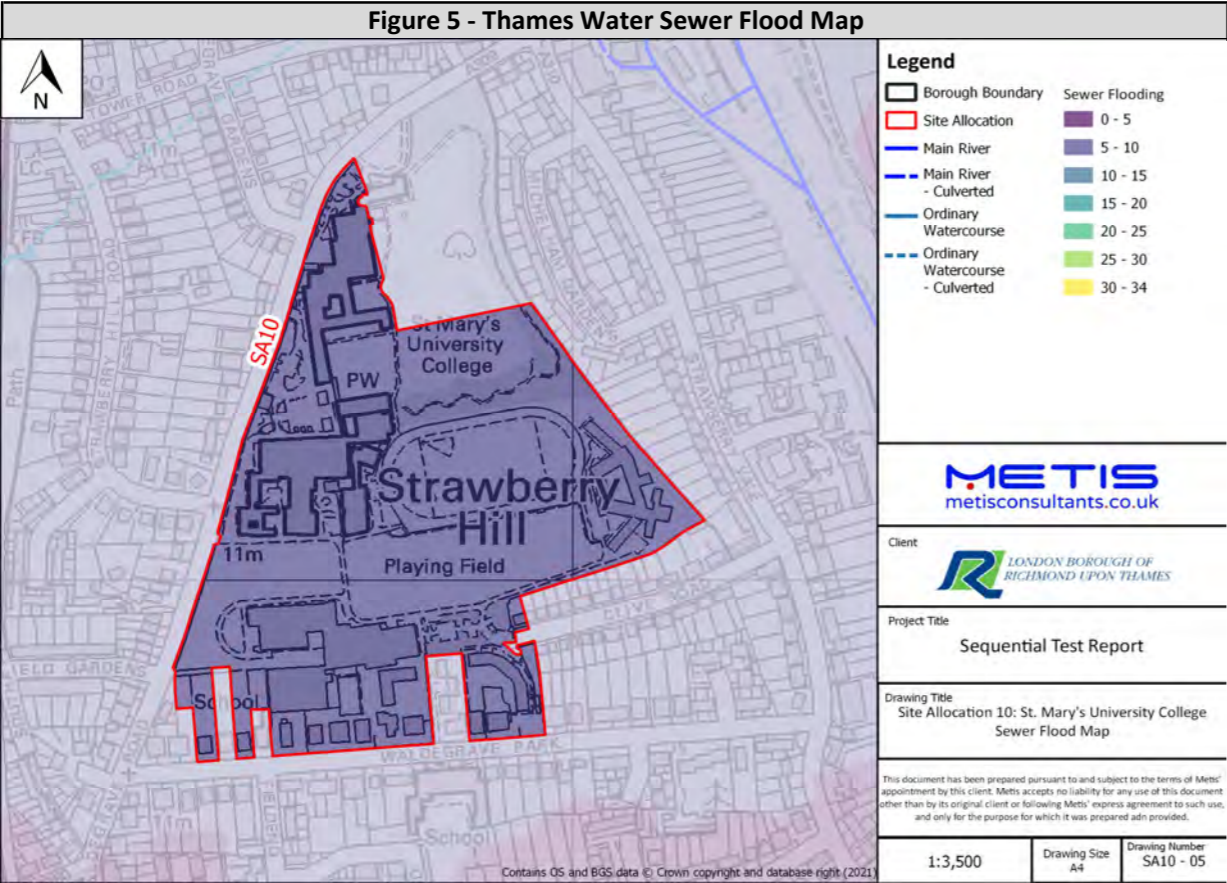 Figure 5 - Thames Water Sewer Flood Map
N
FB
Path
SA10
St Mary's
University
College
PW
Strawberry
Hill
11m
Playing Field
School
WALDEGRAVE PARK
School
Contains OS and BGS data © Crown copyright and database right (2021)
Legend
Borough Boundary
Site Allocation
Main River
Main River
- Culverted
Ordinary
Watercourse
Ordinary
Watercourse
- Culverted
Sewer Flooding
0 - 5
5 - 10
10 - 15
15 - 20
20 - 25
25 - 30
30 - 34
METIS
metisconsultants.co.uk
Client
LONDON BOROUGH OF
RICHMOND UPON THAMES
Project Title
Sequential Test Report
Drawing Title
Site Allocation 10: St. Mary's University College
Sewer Flood Map
This document has been prepared pursuant to and subject to the terms of Metis'
appointment by this client. Metis accepts no liability for any use of this document
other than by its original client or following Metis' express agreement to such use,
and only for the purpose for which it was prepared adn provided.
1:3,500
Drawing Size
A4
Drawing Number
SA10 - 05